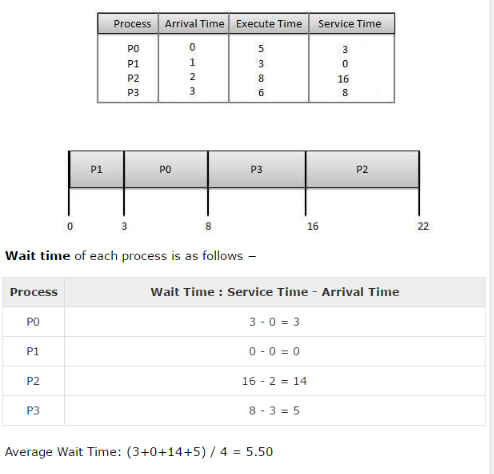 Process Arrival Time Execute Time Service Time
P0 0 5 3
P1 1 3 0
P2 2 8 16
P3 3 6 8
P1 P0 P3 P2
0 3 8 16 22
Wait time of each process is as follows −
Process Wait Time : Service Time - Arrival Time
P0 3 - 0 = 3
P1 0 - 0 = 0
P2 16 - 2 = 14
P3 8 - 3 = 5
Average Wait Time: (3+0+14+5) / 4 = 5.50